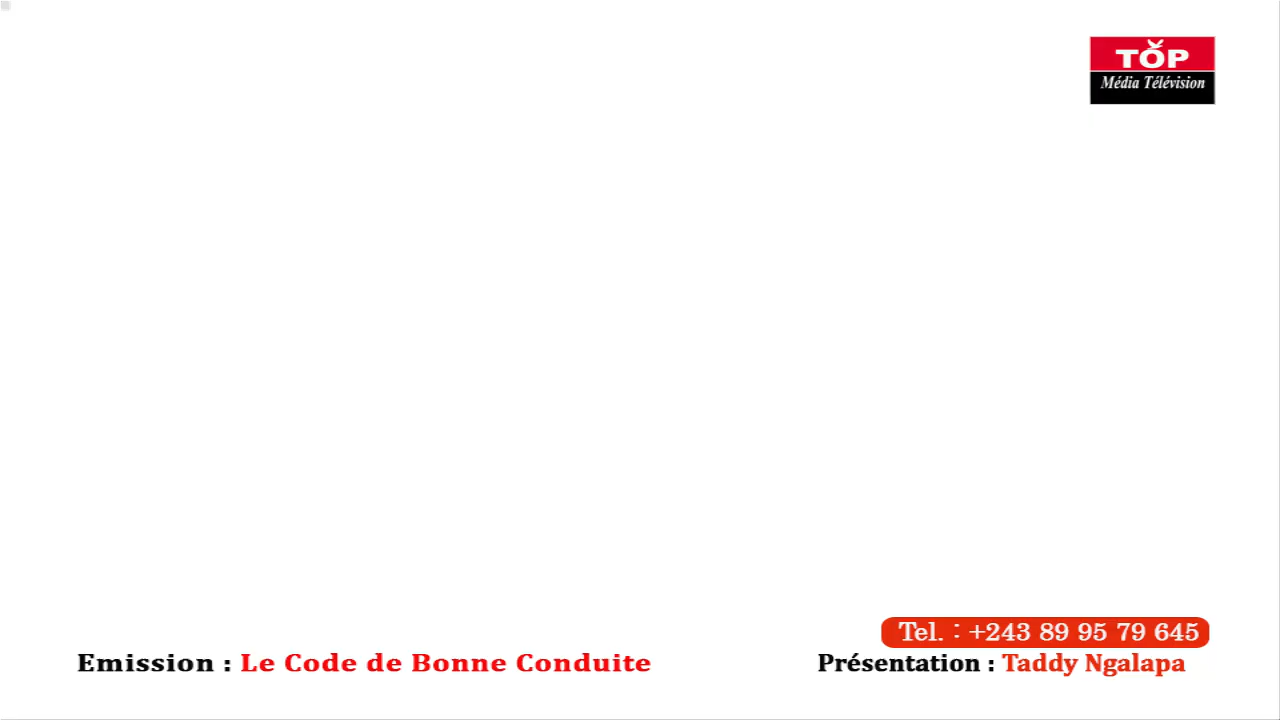 TOP
Média Télévision
Tel. : +243 89 95 79 645
Emission : Le Code de Bonne Conduite
Présentation : Taddy Ngalapa